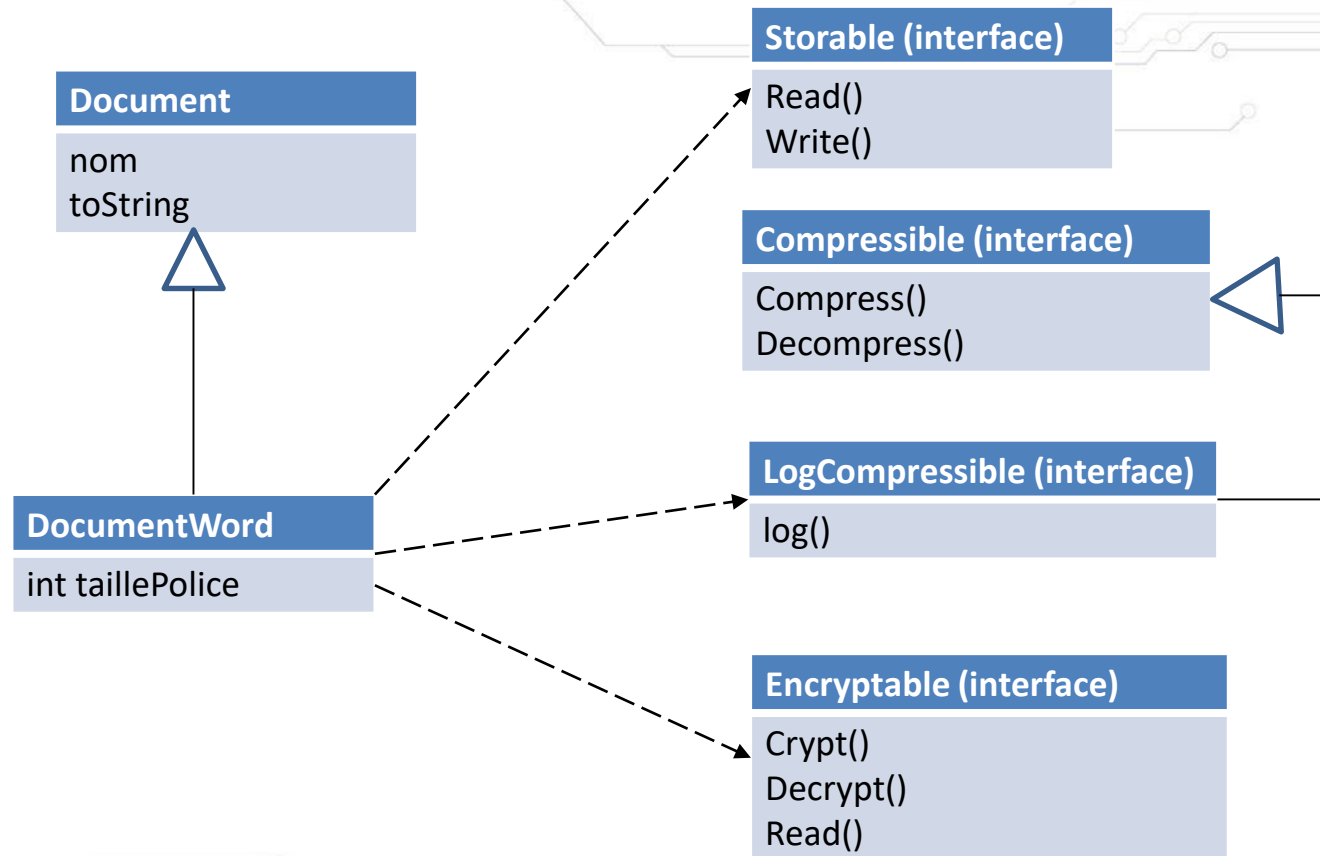 Document
nom
toString
DocumentWord
int taillePolice
Storable (interface)
Read()
Write()
Compressible (interface)
Compress()
Decompress()
LogCompressible (interface)
log()
Encryptable (interface)
Crypt()
Decrypt()
Read()